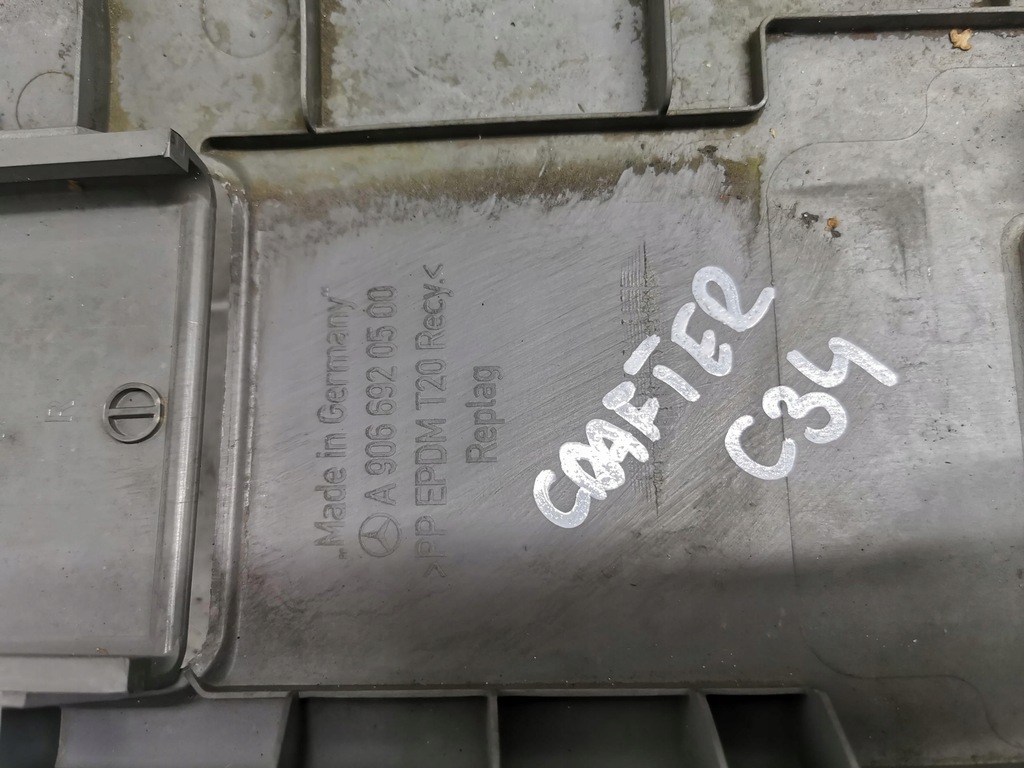 R
„Made in Germany"
A 906 692 05 00
>PP EPDM T20 Recy.<
Replag
CRAFTER
C34